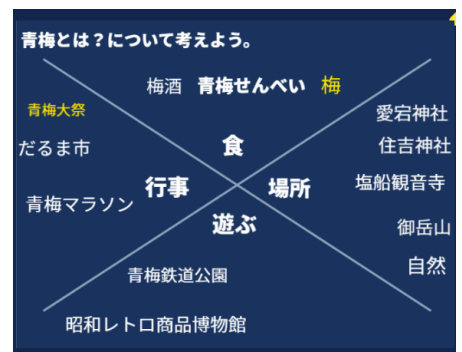 青梅とは？について考えよう。
梅酒 青梅せんべい 梅
青梅大祭
愛宕神社
だるま市
食
住吉神社
行事
場所
塩船観音寺
青梅マラソン
遊ぶ
御岳山
自然
青梅鉄道公園
昭和レトロ商品博物館